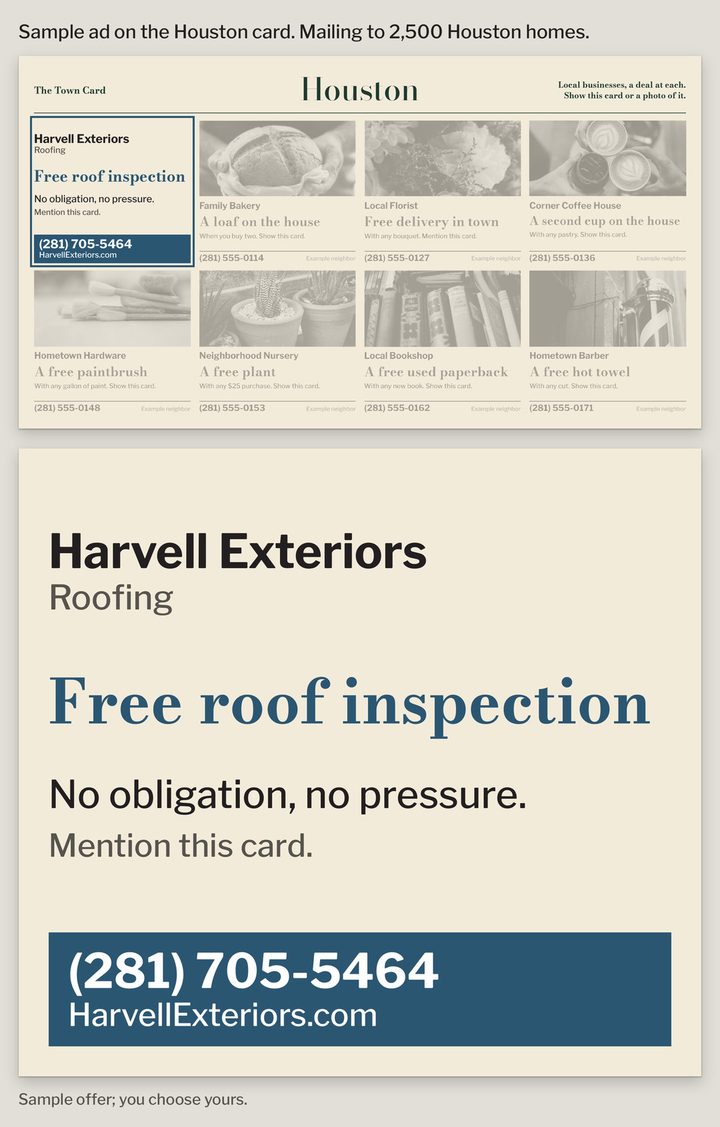 Sample ad on the Houston card. Mailing to 2,500 Houston homes.
The Town Card
Houston
Local businesses, a deal at each.
Show this card or a photo of it.
Harvell Exteriors
Roofing
Free roof inspection
No obligation, no pressure.
Mention this card.
(281) 705-5464
HarvellExteriors.com
Family Bakery
A loaf on the house
When you buy two. Show this card.
(281) 555-0114
Example neighbor
Local Florist
Free delivery in town
With any bouquet. Mention this card.
(281) 555-0127
Example neighbor
Corner Coffee House
A second cup on the house
With any pastry. Show this card.
(281) 555-0136
Example neighbor
Hometown Hardware
A free paintbrush
With any gallon of paint. Show this card.
(281) 555-0148
Example neighbor
Neighborhood Nursery
A free plant
With any $25 purchase. Show this card.
(281) 555-0153
Example neighbor
Local Bookshop
A free used paperback
With any new book. Show this card.
(281) 555-0162
Example neighbor
Hometown Barber
A free hot towel
With any cut. Show this card.
(281) 555-0171
Example neighbor
Harvell Exteriors
Roofing
Free roof inspection
No obligation, no pressure.
Mention this card.
(281) 705-5464
HarvellExteriors.com
Sample offer; you choose yours.